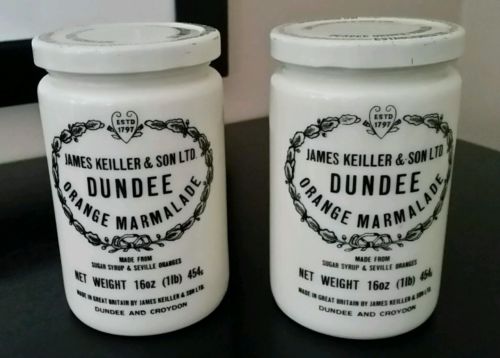 ESTD
1797
JAMES KEILLER & SON LTD.
DUNDEE
ORANGE MARMALADE
MADE FROM
SUGAR SYRUP & SEVILLE ORANGES
NET WEIGHT 16oz (1lb) 454g
MADE IN GREAT BRITAIN BY JAMES KEILLER & SON LTD.
DUNDEE AND CROYDON
ESTD
1797
JAMES KEILLER & SON LTD.
DUNDEE
ORANGE MARMALADE
MADE FROM
SUGAR SYRUP & SEVILLE ORANGES
NET WEIGHT 16oz (1lb) 454g
MADE IN GREAT BRITAIN BY JAMES KEILLER & SON LTD.
DUNDEE AND CROYDON